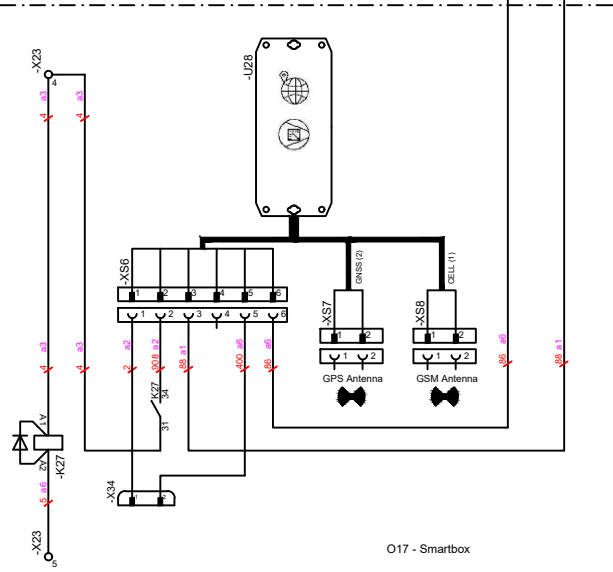 -X23
4
a3
a3
4
4
-U28
-XS6
1 2 3 4 5 6
1 2 3 4 5 6
GNSS (2)
CELL (1)
-XS7
1 2
1 2
GPS Antenna
-XS8
1 2
1 2
GSM Antenna
a3
4
a3
4
a2
2
a2
908
a1
88
a6
400
a6
86
a6
86
a1
88
K27
34
31
A1
A2
-K27
a6
5
-X34
1 2
-X23
5
O17 - Smartbox